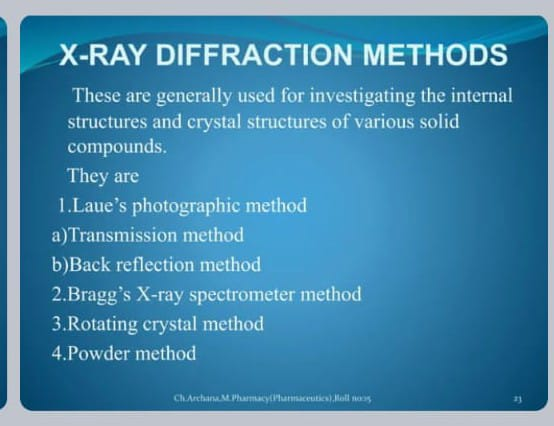 X-RAY DIFFRACTION METHODS
These are generally used for investigating the internal
structures and crystal structures of various solid
compounds.
They are
1.Laue's photographic method
a)Transmission method
b)Back reflection method
2.Bragg's X-ray spectrometer method
3.Rotating crystal method
4.Powder method
Ch.Archana,M.Pharmacy(Pharmaceutics),Roll no:15
23